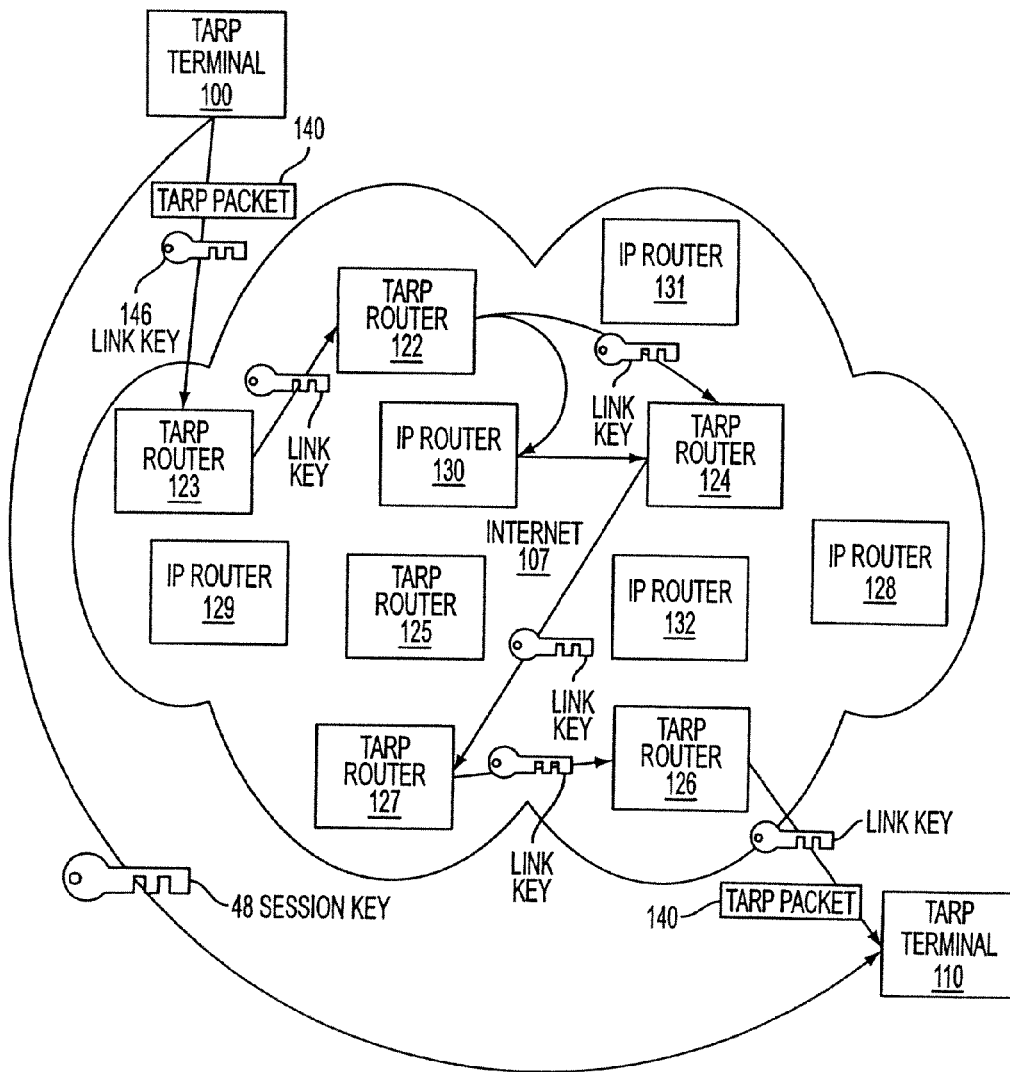 TARP
TERMINAL
100
140
TARP PACKET
146
LINK KEY
IP ROUTER
131
TARP
ROUTER
122
LINK
KEY
LINK
KEY
TARP
ROUTER
123
IP ROUTER
130
TARP
ROUTER
124
INTERNET
107
IP ROUTER
129
TARP
ROUTER
125
IP ROUTER
132
IP ROUTER
128
LINK
KEY
TARP
ROUTER
127
TARP
ROUTER
126
LINK
KEY
LINK KEY
48 SESSION KEY
140
TARP PACKET
TARP
TERMINAL
110